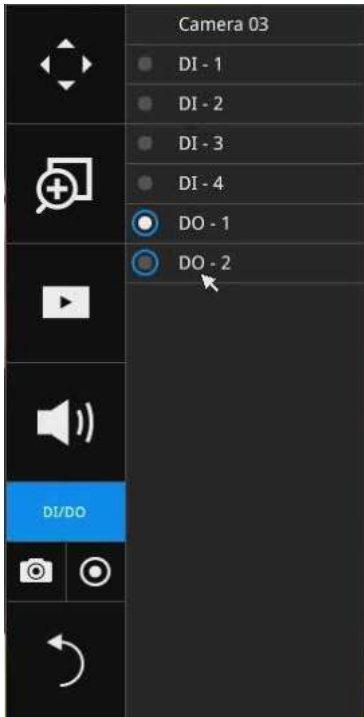 Camera 03
DI - 1
DI - 2
DI - 3
DI - 4
DO - 1
DO - 2
DI/DO